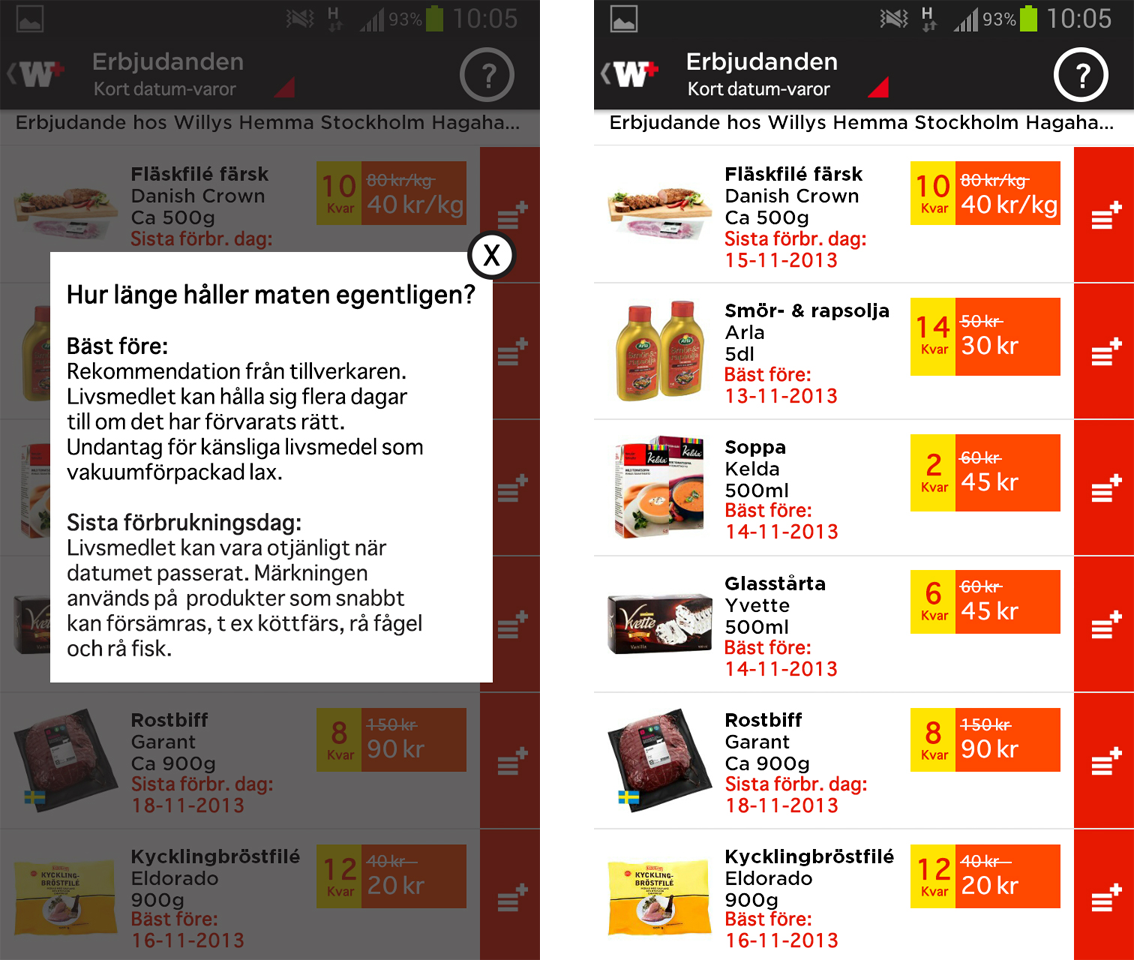 H
93%
10:05
W+
Erbjudanden
Kort datum-varor
?
Erbjudande hos Willys Hemma Stockholm Hagaha...
Fläskfilé färsk
Danish Crown
Ca 500g
Sista förbr. dag:
10
Kvar
80 kr/kg
40 kr/kg
X
Hur länge håller maten egentligen?
Bäst före:
Rekommendation från tillverkaren.
Livsmedlet kan hålla sig flera dagar
till om det har förvarats rätt.
Undantag för känsliga livsmedel som
vakuumförpackad lax.
Sista förbrukningsdag:
Livsmedlet kan vara otjänligt när
datumet passerat. Märkningen
används på produkter som snabbt
kan försämras, t ex köttfärs, rå fågel
och rå fisk.
Rostbiff
Garant
Ca 900g
Sista förbr. dag:
18-11-2013
8
Kvar
150 kr
90 kr
KYCKLING-
BRÖSTFILÉ
Kycklingbröstfilé
Eldorado
900g
Bäst före:
16-11-2013
12
Kvar
40 kr
20 kr
H
93%
10:05
W+
Erbjudanden
Kort datum-varor
?
Erbjudande hos Willys Hemma Stockholm Hagaha...
Fläskfilé färsk
Danish Crown
Ca 500g
Sista förbr. dag:
15-11-2013
10
Kvar
80 kr/kg
40 kr/kg
Smör- & rapsolja
Arla
5dl
Bäst före:
13-11-2013
14
Kvar
50 kr
30 kr
Kelda
Kelda
Soppa
Kelda
500ml
Bäst före:
14-11-2013
2
Kvar
60 kr
45 kr
Yvette
Glasstårta
Yvette
500ml
Bäst före:
14-11-2013
6
Kvar
60 kr
45 kr
Rostbiff
Garant
Ca 900g
Sista förbr. dag:
18-11-2013
8
Kvar
150 kr
90 kr
KYCKLING-
BRÖSTFILÉ
Kycklingbröstfilé
Eldorado
900g
Bäst före:
16-11-2013
12
Kvar
40 kr
20 kr